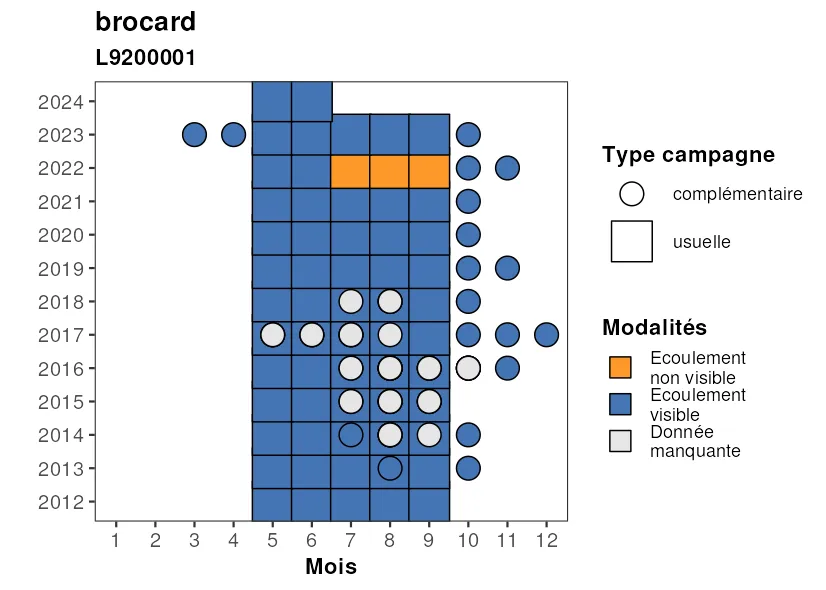 brocard
L9200001
2024
2023
2022
2021
2020
2019
2018
2017
2016
2015
2014
2013
2012
1 2 3 4 5 6 7 8 9 10 11 12
Mois
Type campagne
complémentaire
usuelle
Modalités
Ecoulement
non visible
Ecoulement
visible
Donnée
manquante